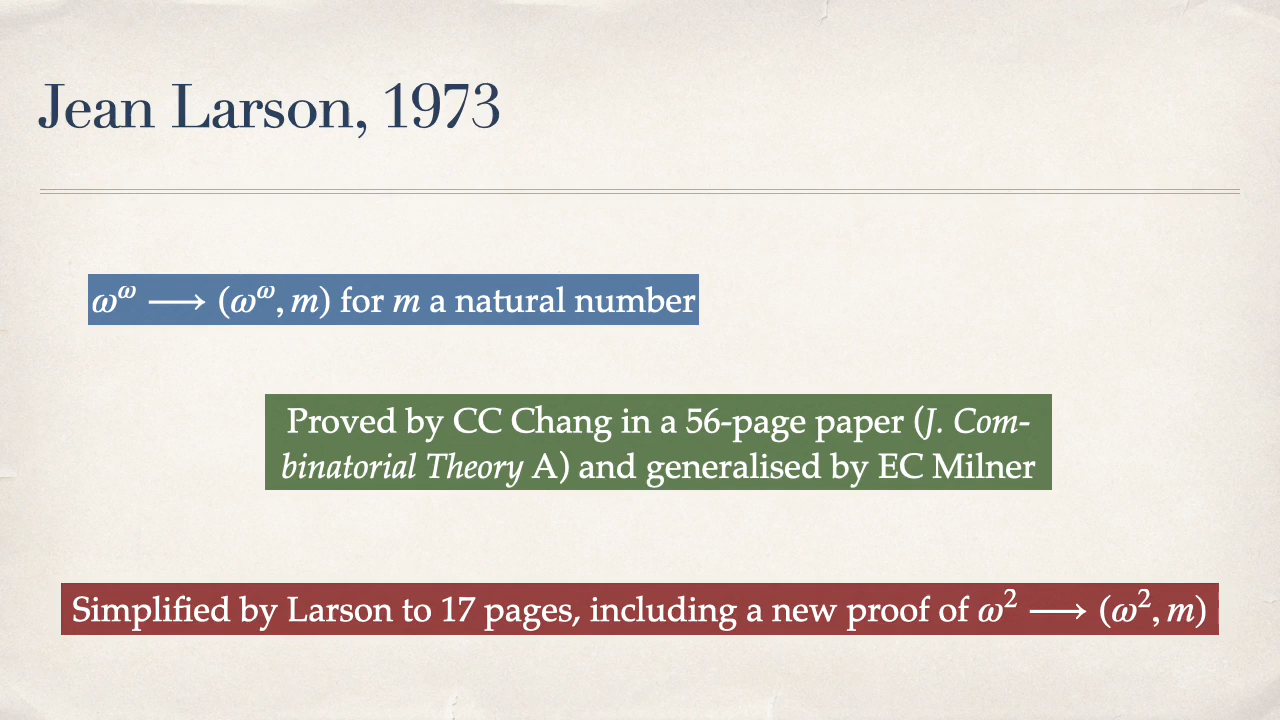 Jean Larson, 1973
ω^ω ⟶ (ω^ω, m) for m a natural number
Proved by CC Chang in a 56-page paper (J. Com-
binatorial Theory A) and generalised by EC Milner
Simplified by Larson to 17 pages, including a new proof of ω² ⟶ (ω², m)